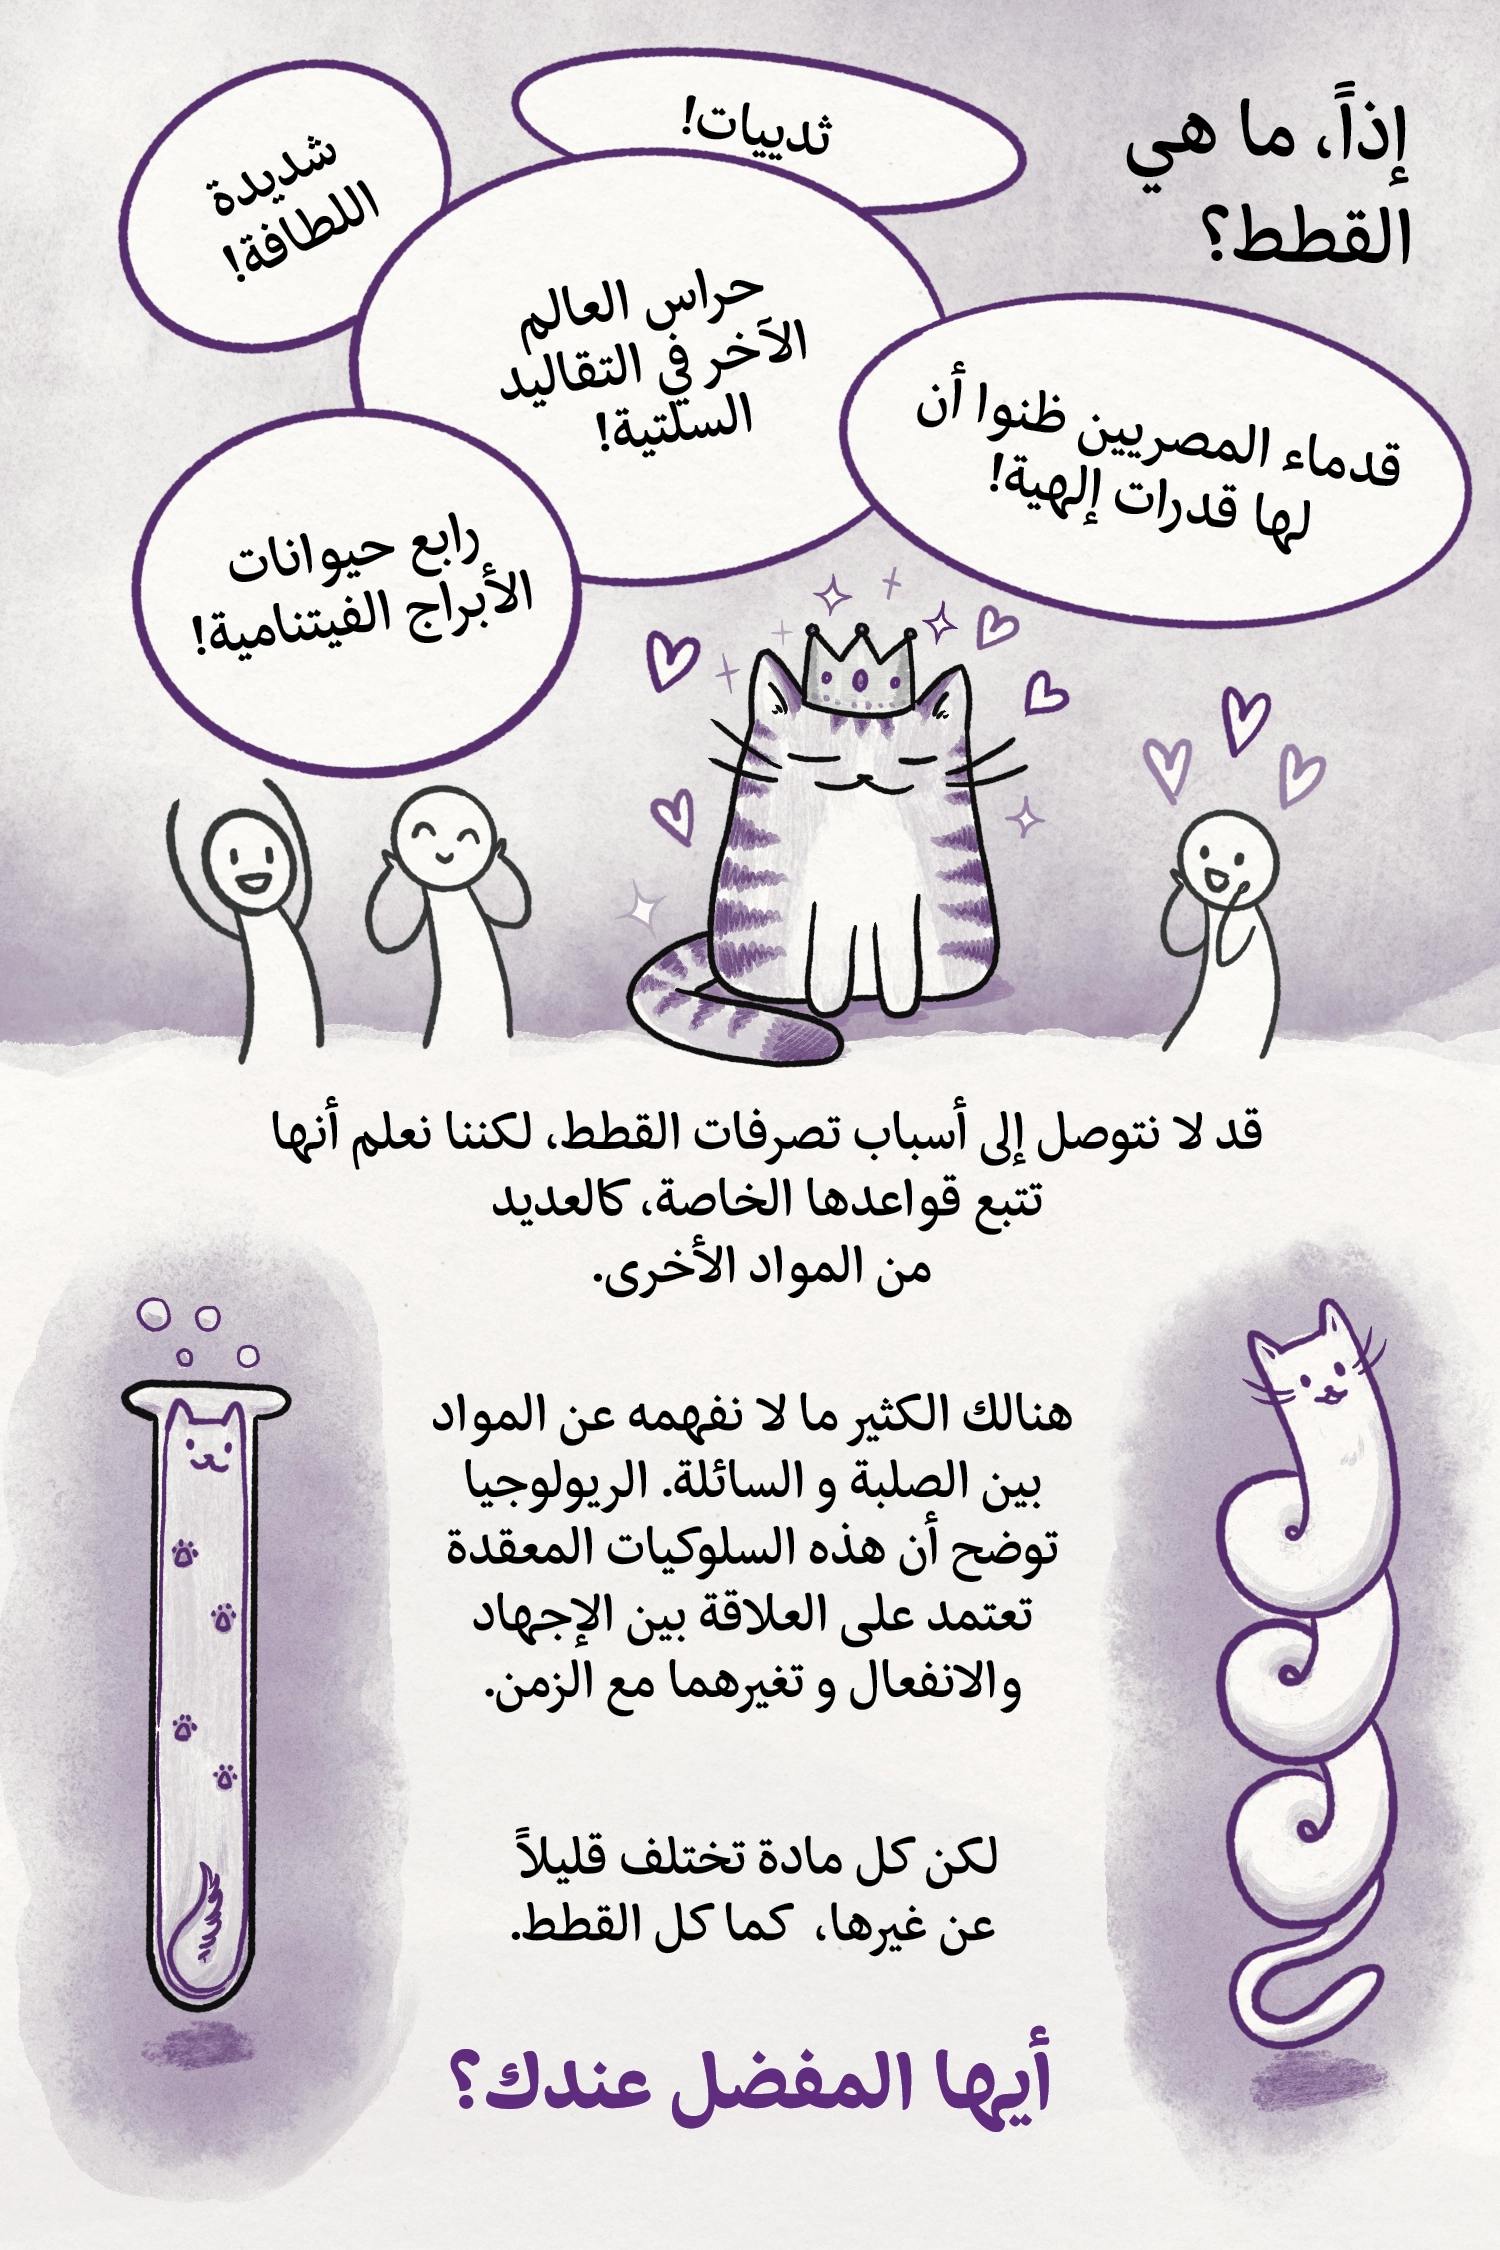 إذاً، ما هي
القطط؟
ثدييات!
شديدة
اللطافة!
حراس العالم
الآخر في التقاليد
السلتية!
قدماء المصريين ظنوا أن
لها قدرات إلهية!
رابع حيوانات
الأبراج الفيتنامية!
قد لا نتوصل إلى أسباب تصرفات القطط، لكننا نعلم أنها
تتبع قواعدها الخاصة، كالعديد
من المواد الأخرى.
هنالك الكثير ما لا نفهمه عن المواد
بين الصلبة و السائلة. الريولوجيا
توضح أن هذه السلوكيات المعقدة
تعتمد على العلاقة بين الإجهاد
والانفعال و تغيرهما مع الزمن.
لكن كل مادة تختلف قليلاً
عن غيرها، كما كل القطط.
أيها المفضل عندك؟